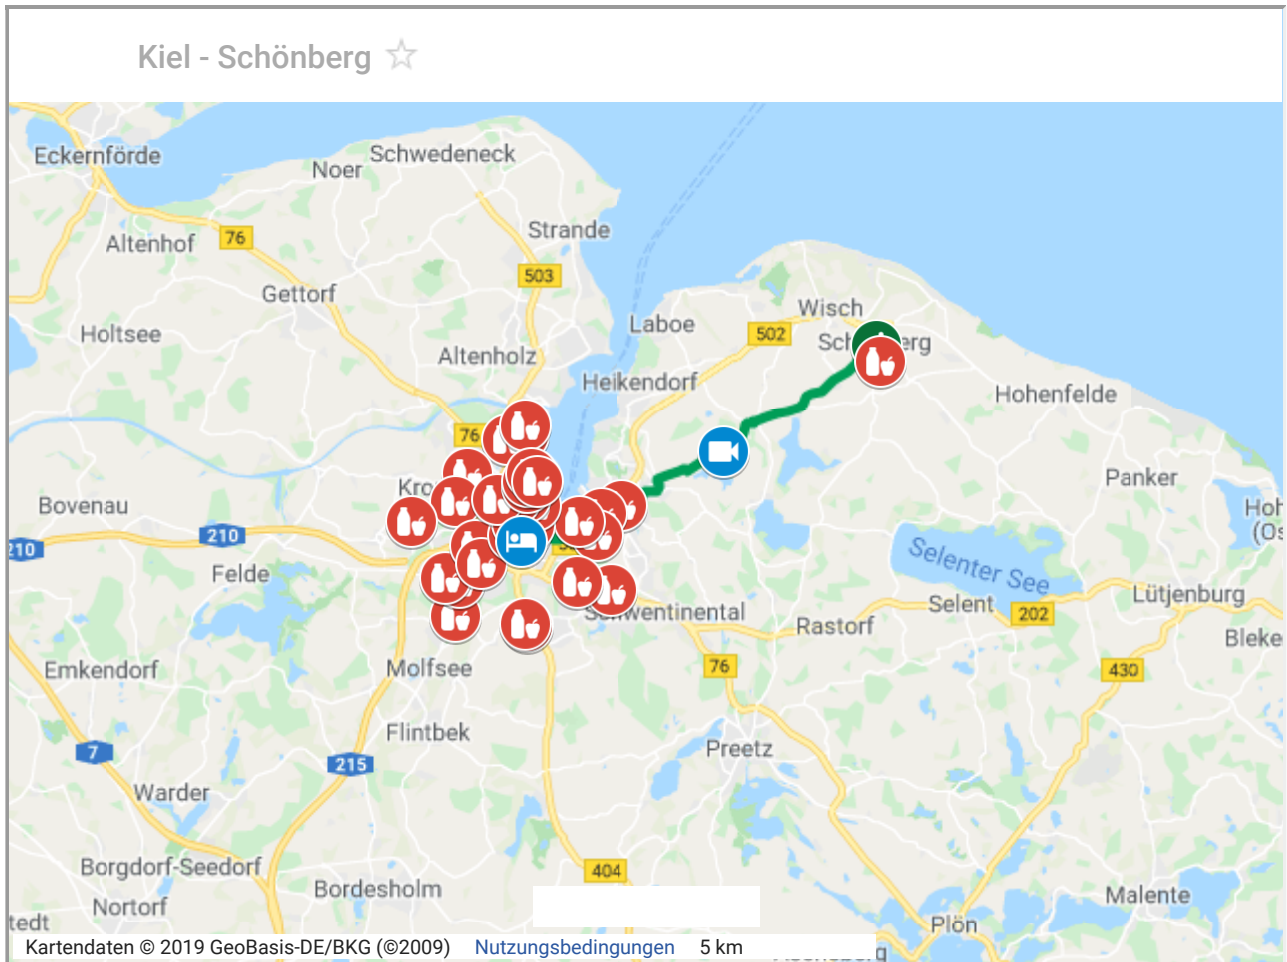 Kiel - Schönberg
Eckernförde
Schwedeneck
Noer
Altenhof
76
Strande
503
Gettorf
Holtsee
Altenholz
Laboe
Wisch
502
Heikendorf
Hohenfelde
76
Panker
Bovenau
210
210
Felde
Selenter See
Lütjenburg
Selent
202
Rastorf
Emkendorf
Molfsee
76
430
Flintbek
7
215
Preetz
Warder
Borgdorf-Seedorf
404
Bordesholm
Nortorf
Malente
Plön
Kartendaten © 2019 GeoBasis-DE/BKG (©2009) Nutzungsbedingungen 5 km